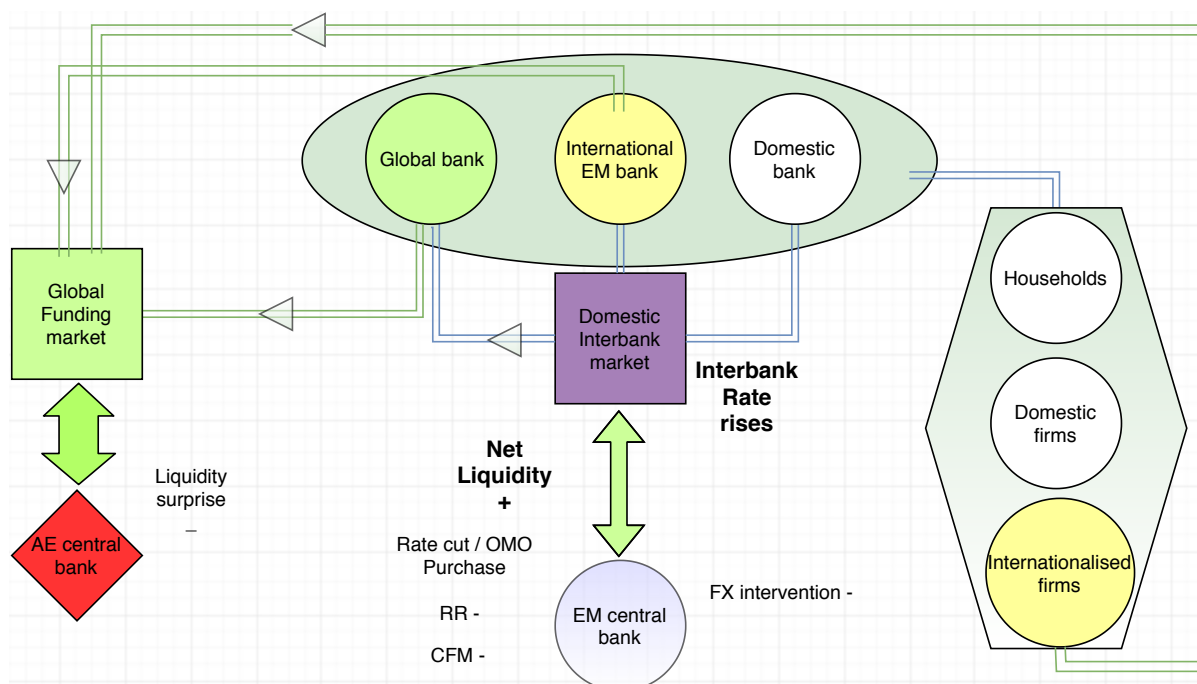 Global bank
International
EM bank
Domestic
bank
Global
Funding
market
Domestic
Interbank
market
Interbank
Rate
rises
Households
Domestic
firms
Internationalised
firms
Liquidity
surprise
–
AE central
bank
Net
Liquidity
+
Rate cut / OMO
Purchase
RR -
CFM -
EM central
bank
FX intervention -